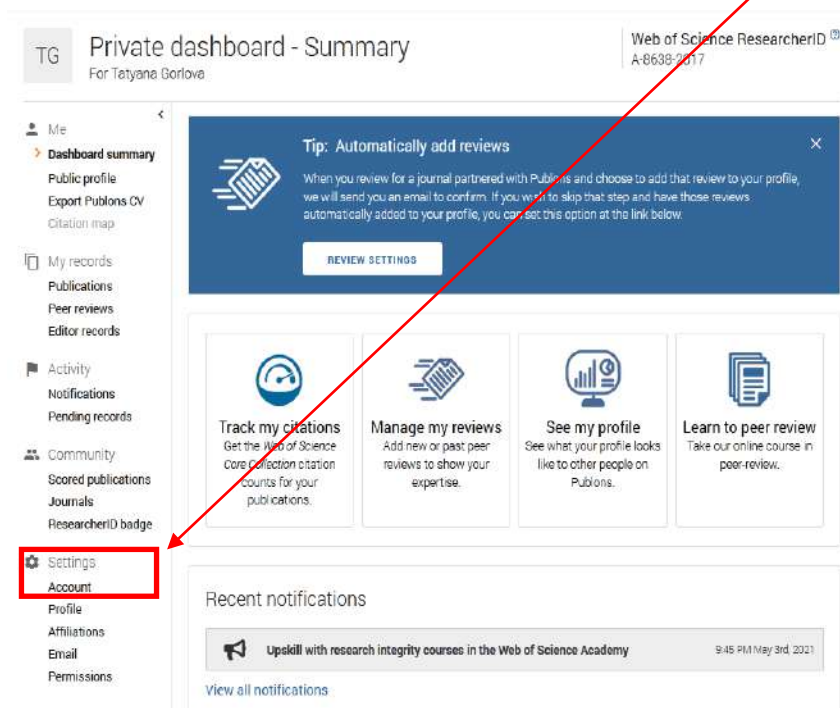 TG
Private dashboard - Summary
For Tatyana Gorlova
Web of Science ResearcherID
A-8638-2017
Me
Dashboard summary
Public profile
Export Publons CV
Citation map
My records
Publications
Peer reviews
Editor records
Activity
Notifications
Pending records
Community
Scored publications
Journals
ResearcherID badge
Settings
Account
Profile
Affiliations
Email
Permissions
Tip: Automatically add reviews
When you review for a journal partnered with Publons and choose to add that review to your profile,
we will send you an email to confirm. If you wish to skip that step and have those reviews
automatically added to your profile, you can set this option at the link below.
REVIEW SETTINGS
Track my citations
Get the Web of Science
Core Collection citation
counts for your
publications.
Manage my reviews
Add new or past peer
reviews to show your
expertise.
See my profile
See what your profile looks
like to other people on
Publons.
Learn to peer review
Take our online course in
peer-review.
Recent notifications
Upskill with research integrity courses in the Web of Science Academy
9:45 PM May 3rd, 2021
View all notifications